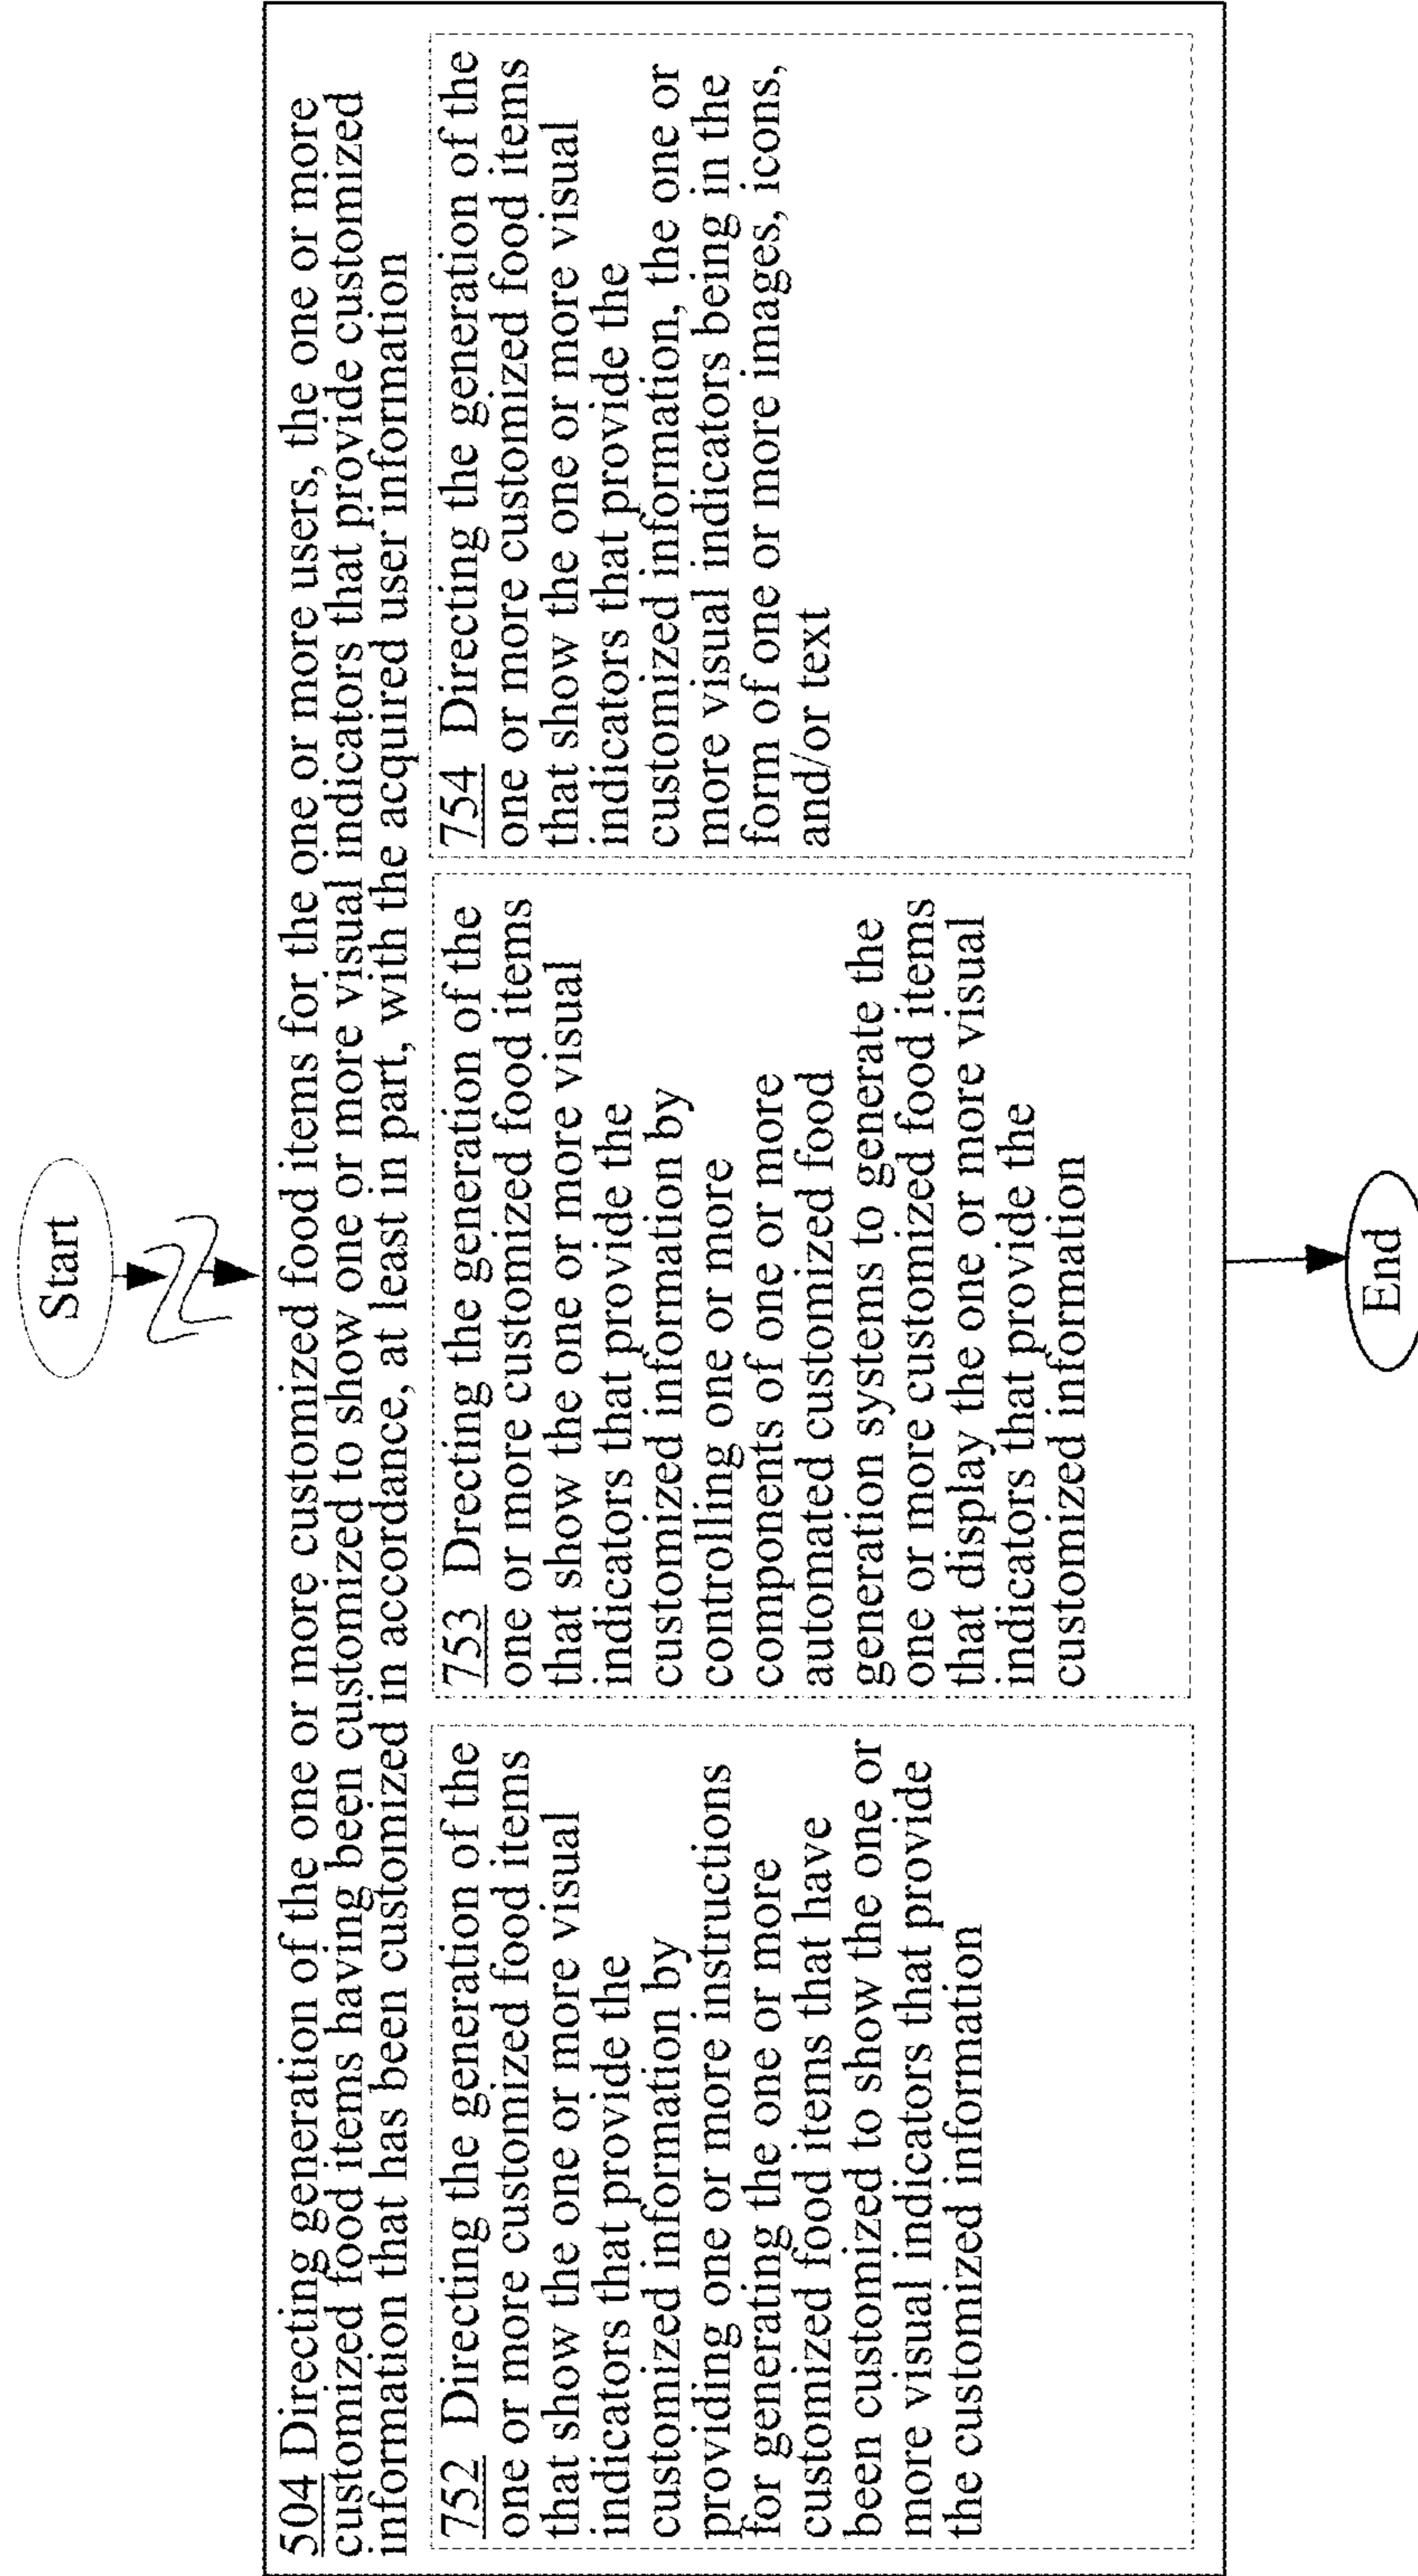 Start
504 Directing generation of the one or more customized food items for the one or more users, the one or more
customized food items having been customized to show one or more visual indicators that provide customized
information that has been customized in accordance, at least in part, with the acquired user information
752 Directing the generation of the
one or more customized food items
that show the one or more visual
indicators that provide the
customized information by
providing one or more instructions
for generating the one or more
customized food items that have
been customized to show the one or
more visual indicators that provide
the customized information
753 Drecting the generation of the
one or more customized food items
that show the one or more visual
indicators that provide the
customized information by
controlling one or more
components of one or more
automated customized food
generation systems to generate the
one or more customized food items
that display the one or more visual
indicators that provide the
customized information
754 Directing the generation of the
one or more customized food items
that show the one or more visual
indicators that provide the
customized information, the one or
more visual indicators being in the
form of one or more images, icons,
and/or text
End